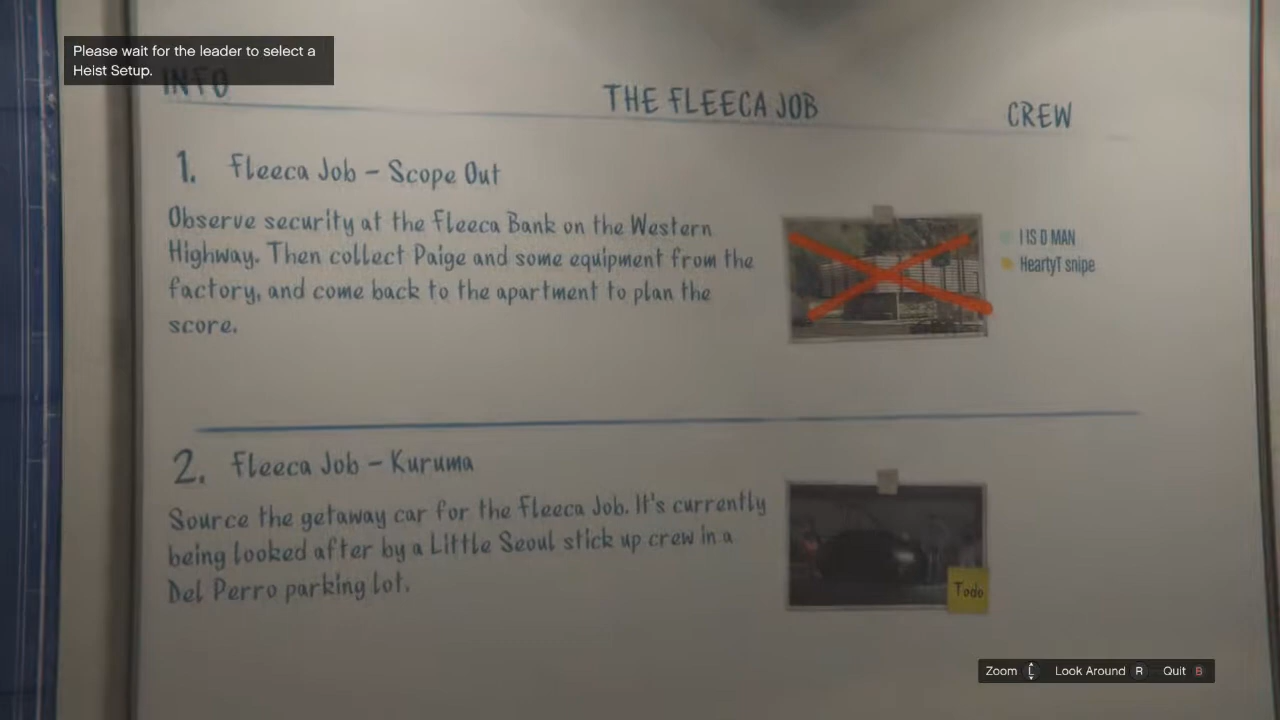 Please wait for the leader to select a
Heist Setup.
INFO
THE FLEECA JOB
CREW
1. Fleeca Job - Scope Out
Observe security at the Fleeca Bank on the Western
Highway. Then collect Paige and some equipment from the
factory, and come back to the apartment to plan the
score.
I IS D MAN
HeartyT snipe
2. Fleeca Job - Kuruma
Source the getaway car for the Fleeca Job. It's currently
being looked after by a Little Seoul stick up crew in a
Del Perro parking lot.
Todo
Zoom L Look Around R Quit B